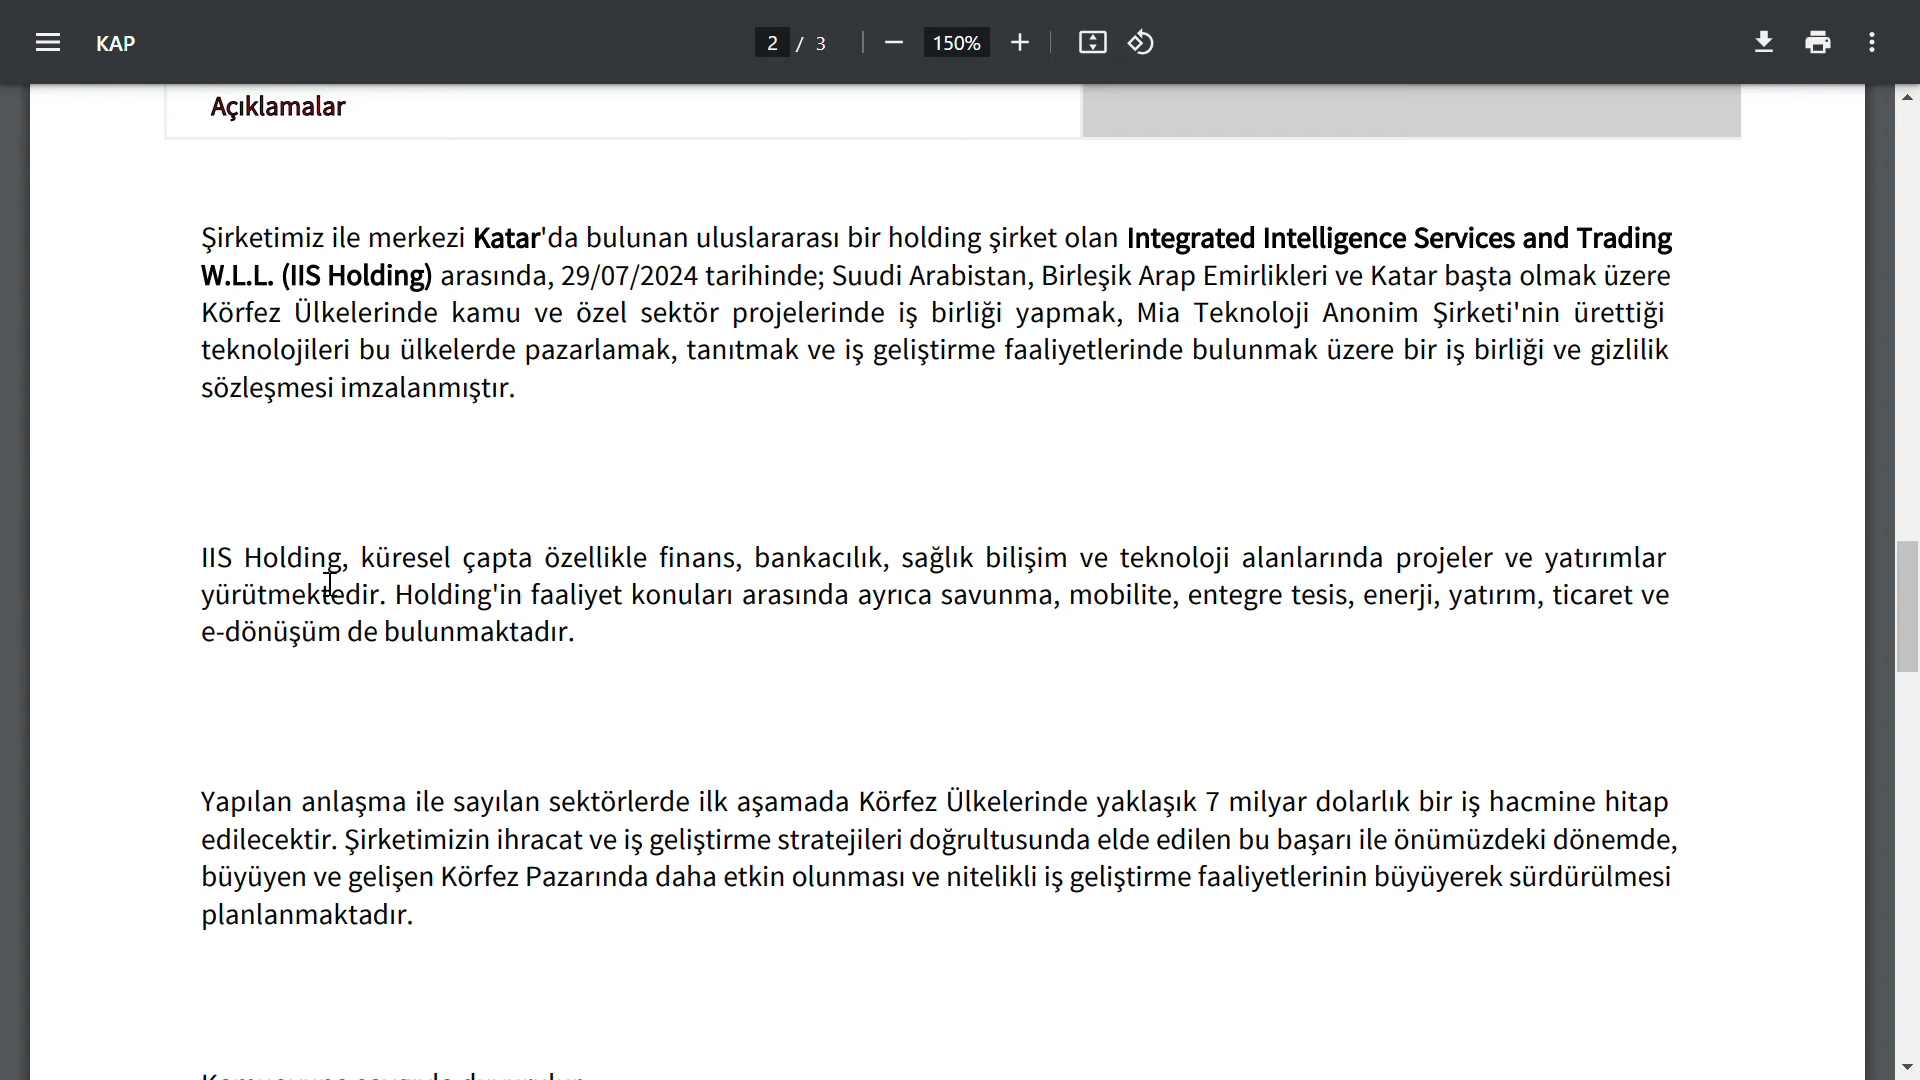 KAP
2 / 3
150%
Açıklamalar
Şirketimiz ile merkezi Katar'da bulunan uluslararası bir holding şirket olan Integrated Intelligence Services and Trading
W.L.L. (IIS Holding) arasında, 29/07/2024 tarihinde; Suudi Arabistan, Birleşik Arap Emirlikleri ve Katar başta olmak üzere
Körfez Ülkelerinde kamu ve özel sektör projelerinde iş birliği yapmak, Mia Teknoloji Anonim Şirketi'nin ürettiği
teknolojileri bu ülkelerde pazarlamak, tanıtmak ve iş geliştirme faaliyetlerinde bulunmak üzere bir iş birliği ve gizlilik
sözleşmesi imzalanmıştır.
IIS Holding, küresel çapta özellikle finans, bankacılık, sağlık bilişim ve teknoloji alanlarında projeler ve yatırımlar
yürütmektedir. Holding'in faaliyet konuları arasında ayrıca savunma, mobilite, entegre tesis, enerji, yatırım, ticaret ve
e-dönüşüm de bulunmaktadır.
Yapılan anlaşma ile sayılan sektörlerde ilk aşamada Körfez Ülkelerinde yaklaşık 7 milyar dolarlık bir iş hacmine hitap
edilecektir. Şirketimizin ihracat ve iş geliştirme stratejileri doğrultusunda elde edilen bu başarı ile önümüzdeki dönemde,
büyüyen ve gelişen Körfez Pazarında daha etkin olunması ve nitelikli iş geliştirme faaliyetlerinin büyüyerek sürdürülmesi
planlanmaktadır.